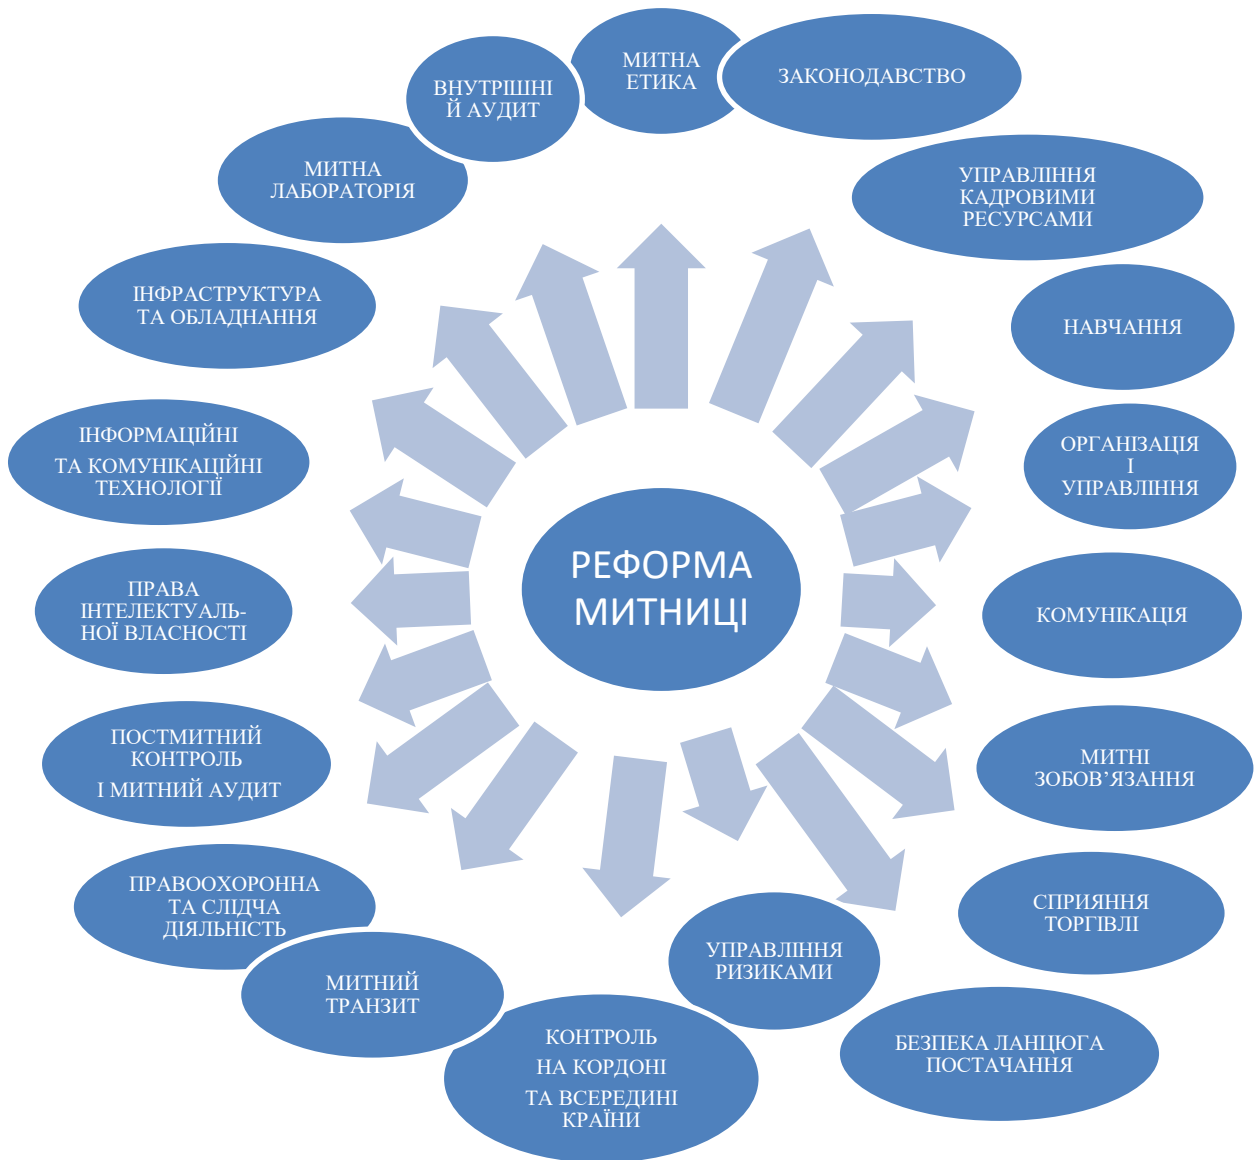 МИТНА
ЕТИКА
ЗАКОНОДАВСТВО
УПРАВЛІННЯ
КАДРОВИМИ
РЕСУРСАМИ
НАВЧАННЯ
ОРГАНІЗАЦІЯ
І
УПРАВЛІННЯ
КОМУНІКАЦІЯ
МИТНІ
ЗОБОВ’ЯЗАННЯ
СПРИЯННЯ
ТОРГІВЛІ
БЕЗПЕКА ЛАНЦЮГА
ПОСТАЧАННЯ
УПРАВЛІННЯ
РИЗИКАМИ
КОНТРОЛЬ
НА КОРДОНІ
ТА ВСЕРЕДИНІ
КРАЇНИ
МИТНИЙ
ТРАНЗИТ
ПРАВООХОРОННА
ТА СЛІДЧА
ДІЯЛЬНІСТЬ
ПОСТМИТНИЙ
КОНТРОЛЬ
І МИТНИЙ АУДИТ
ПРАВА
ІНТЕЛЕКТУАЛЬ-
НОЇ ВЛАСНОСТІ
ІНФОРМАЦІЙНІ
ТА КОМУНІКАЦІЙНІ
ТЕХНОЛОГІЇ
ІНФРАСТРУКТУРА
ТА ОБЛАДНАННЯ
МИТНА
ЛАБОРАТОРІЯ
ВНУТРІШНІ
Й АУДИТ
РЕФОРМА
МИТНИЦІ